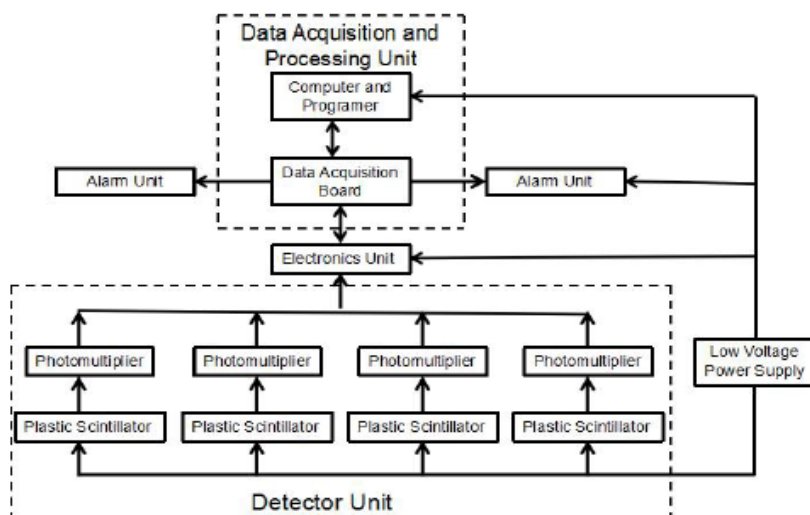 Data Acquisition and
Processing Unit
Computer and
Programer
Alarm Unit
Data Acquisition
Board
Alarm Unit
Electronics Unit
Photomultiplier
Photomultiplier
Photomultiplier
Photomultiplier
Low Voltage
Power Supply
Plastic Scintillator
Plastic Scintillator
Plastic Scintillator
Plastic Scintillator
Detector Unit